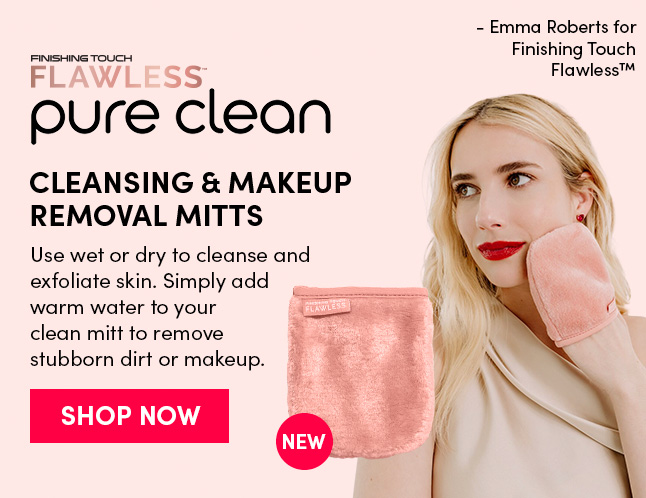 - Emma Roberts for
Finishing Touch
Flawless™
FINISHING TOUCH
FLAWLESS™
pure clean
CLEANSING & MAKEUP
REMOVAL MITTS
Use wet or dry to cleanse and
exfoliate skin. Simply add
warm water to your
clean mitt to remove
stubborn dirt or makeup.
FINISHING TOUCH
FLAWLESS
SHOP NOW
NEW